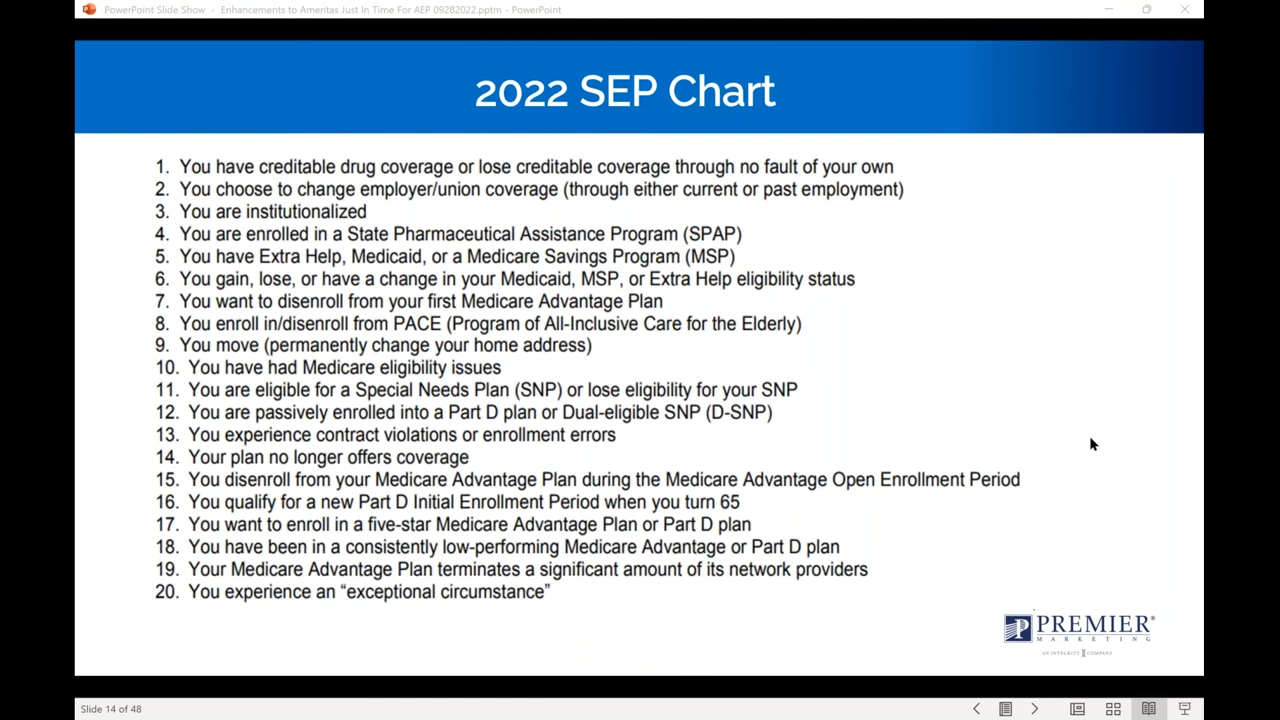 PowerPoint Slide Show - Enhancements to Ameritas Just In Time For AEP 09282022.pptm - PowerPoint
2022 SEP Chart
1. You have creditable drug coverage or lose creditable coverage through no fault of your own
2. You choose to change employer/union coverage (through either current or past employment)
3. You are institutionalized
4. You are enrolled in a State Pharmaceutical Assistance Program (SPAP)
5. You have Extra Help, Medicaid, or a Medicare Savings Program (MSP)
6. You gain, lose, or have a change in your Medicaid, MSP, or Extra Help eligibility status
7. You want to disenroll from your first Medicare Advantage Plan
8. You enroll in/disenroll from PACE (Program of All-Inclusive Care for the Elderly)
9. You move (permanently change your home address)
10. You have had Medicare eligibility issues
11. You are eligible for a Special Needs Plan (SNP) or lose eligibility for your SNP
12. You are passively enrolled into a Part D plan or Dual-eligible SNP (D-SNP)
13. You experience contract violations or enrollment errors
14. Your plan no longer offers coverage
15. You disenroll from your Medicare Advantage Plan during the Medicare Advantage Open Enrollment Period
16. You qualify for a new Part D Initial Enrollment Period when you turn 65
17. You want to enroll in a five-star Medicare Advantage Plan or Part D plan
18. You have been in a consistently low-performing Medicare Advantage or Part D plan
19. Your Medicare Advantage Plan terminates a significant amount of its network providers
20. You experience an “exceptional circumstance”
PREMIER®
MARKETING
AN INTEGRITY COMPANY
Slide 14 of 48